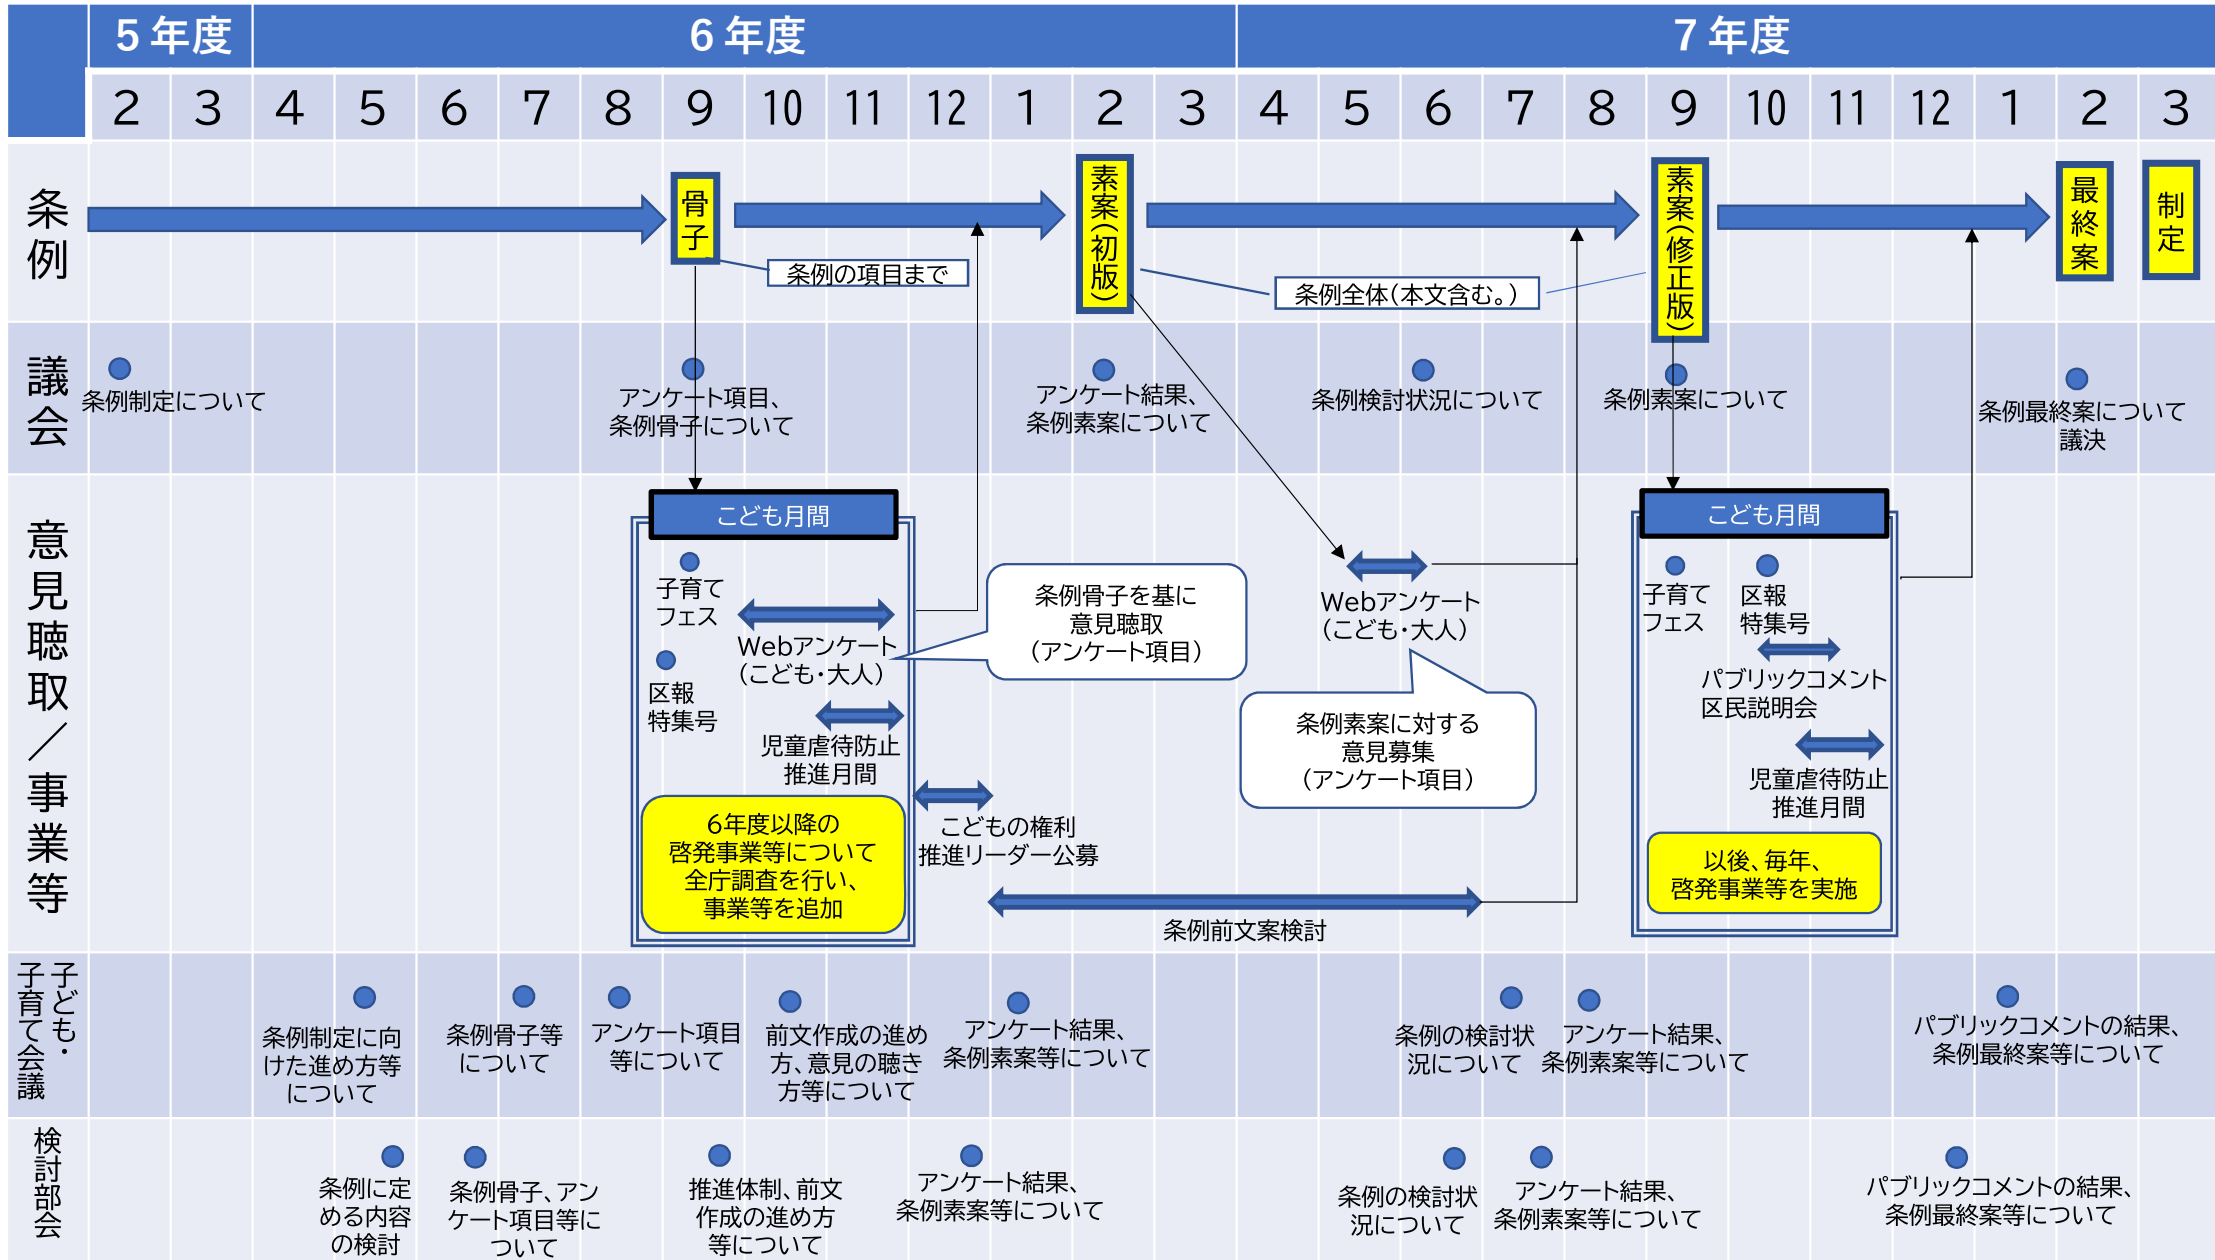 ５年度
６年度
７年度
2 3 4 5 6 7 8 9 10 11 12 1 2 3 4 5 6 7 8 9 10 11 12 1 2 3
条例
骨子
素案（初版）
素案（修正版）
最終案
制定
条例の項目まで
条例全体（本文含む。）
議会
条例制定について
アンケート項目、
条例骨子について
アンケート結果、
条例素案について
条例検討状況について
条例素案について
条例最終案について
議決
意見聴取／事業等
こども月間
子育て
フェス
区報
特集号
Webアンケート
（こども・大人）
児童虐待防止
推進月間
6年度以降の
啓発事業等について
全庁調査を行い、
事業等を追加
条例骨子を基に
意見聴取
（アンケート項目）
こどもの権利
推進リーダー公募
条例前文案検討
Webアンケート
（こども・大人）
条例素案に対する
意見募集
（アンケート項目）
こども月間
子育て
フェス
区報
特集号
パブリックコメント
区民説明会
児童虐待防止
推進月間
以後、毎年、
啓発事業等を実施
子ども・
子育て会議
条例制定に向
けた進め方等
について
条例骨子等
について
アンケート項目
等について
前文作成の進め
方、意見の聴き
方等について
アンケート結果、
条例素案等について
条例の検討状
況について
アンケート結果、
条例素案等について
パブリックコメントの結果、
条例最終案等について
検討部会
条例に定
める内容
の検討
条例骨子、アン
ケート項目等に
ついて
推進体制、前文
作成の進め方
等について
アンケート結果、
条例素案等について
条例の検討状
況について
アンケート結果、
条例素案等について
パブリックコメントの結果、
条例最終案等について